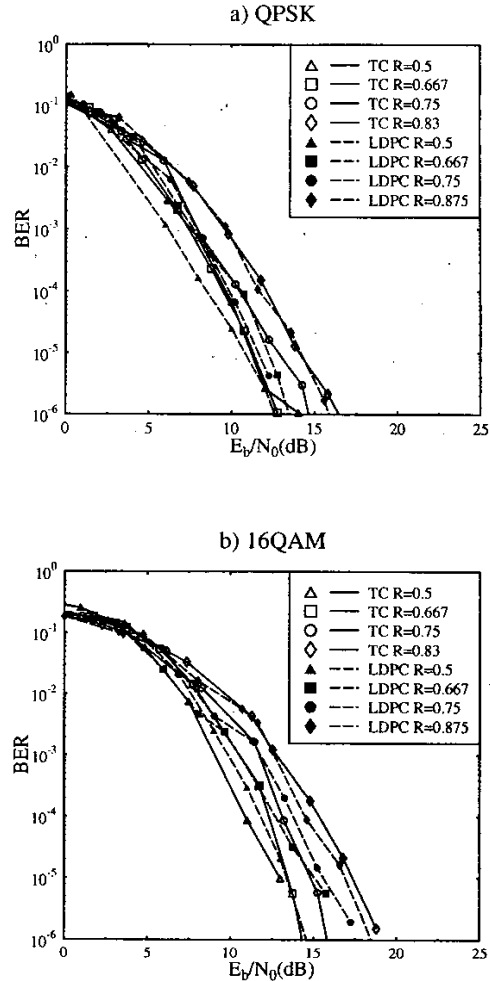 a) QPSK
10^0
10^-1
10^-2
10^-3
10^-4
10^-5
10^-6
BER
TC R=0.5
TC R=0.667
TC R=0.75
TC R=0.83
LDPC R=0.5
LDPC R=0.667
LDPC R=0.75
LDPC R=0.875
0 5 10 15 20 25
E_b/N_0(dB)
b) 16QAM
10^0
10^-1
10^-2
10^-3
10^-4
10^-5
10^-6
BER
TC R=0.5
TC R=0.667
TC R=0.75
TC R=0.83
LDPC R=0.5
LDPC R=0.667
LDPC R=0.75
LDPC R=0.875
0 5 10 15 20 25
E_b/N_0(dB)